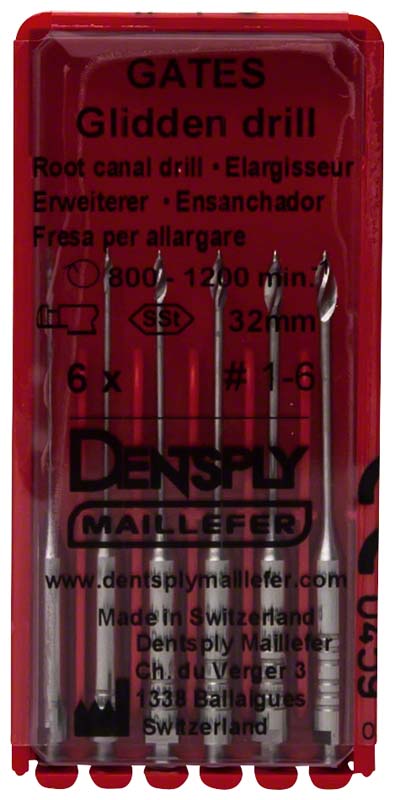 GATES
Glidden drill
Root canal drill • Elargisseur
Erweiterer • Ensanchador
Fresa per allargare
800 - 1200 min.
SSt 32mm
6 x # 1-6
DENTSPLY
MAILLEFER
www.dentsplymaillefer.com
Made in Switzerland
Dentsply Maillefer
Ch. du Verger 3
1338 Ballaigues
Switzerland
0459